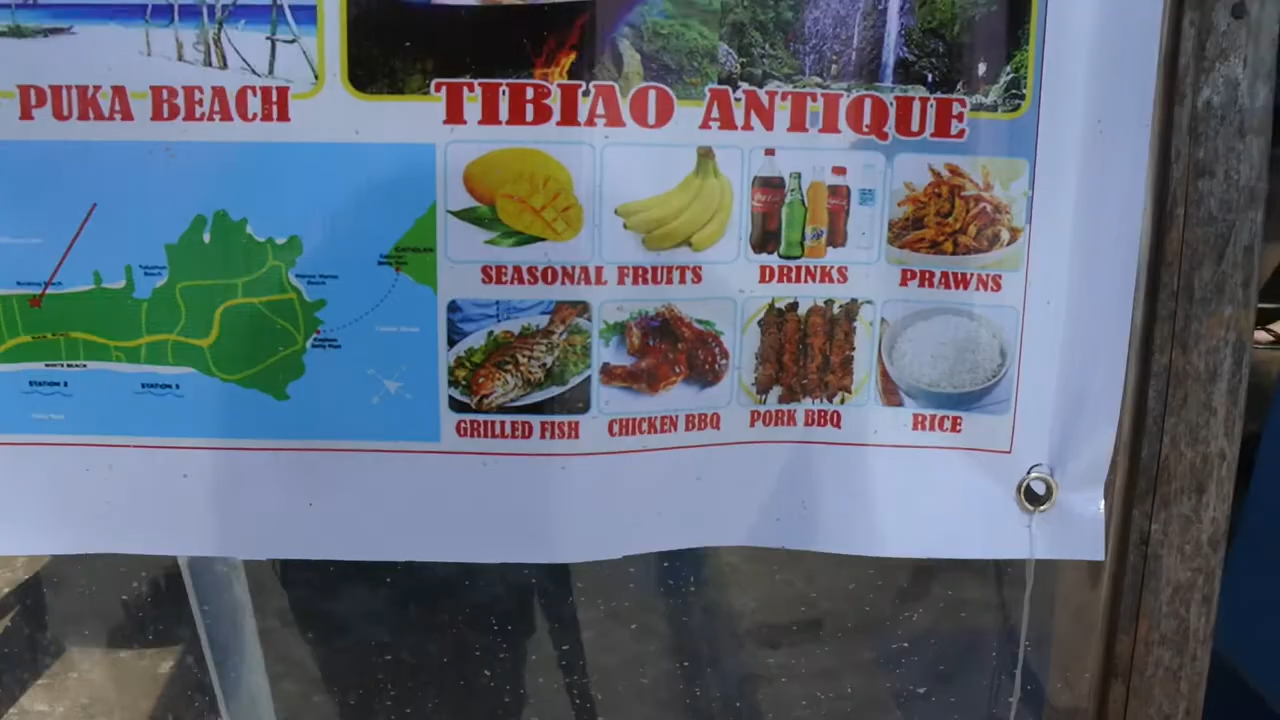 PUKA BEACH
TIBIAO ANTIQUE
SEASONAL FRUITS
DRINKS
PRAWNS
GRILLED FISH
CHICKEN BBQ
PORK BBQ
RICE
WHITE BEACH
STATION 2
STATION 3